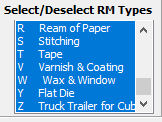 Select/Deselect RM Types
R Ream of Paper
S Stitching
T Tape
V Varnish & Coating
W Wax & Window
Y Flat Die
Z Truck Trailer for Cub